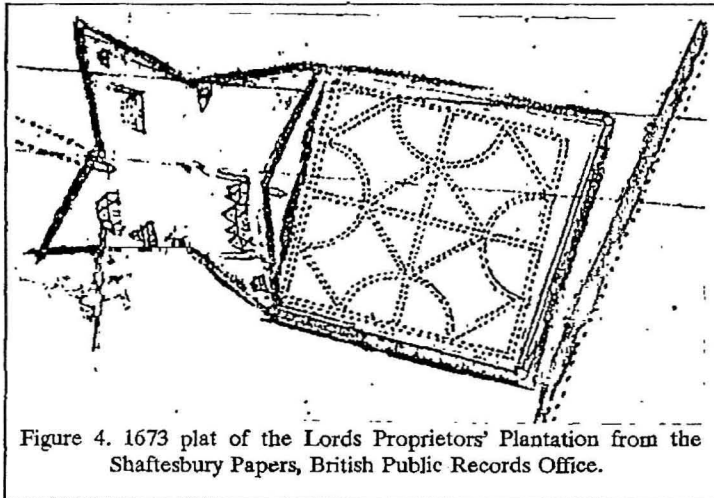 Figure 4. 1673 plat of the Lords Proprietors' Plantation from the
Shaftesbury Papers, British Public Records Office.